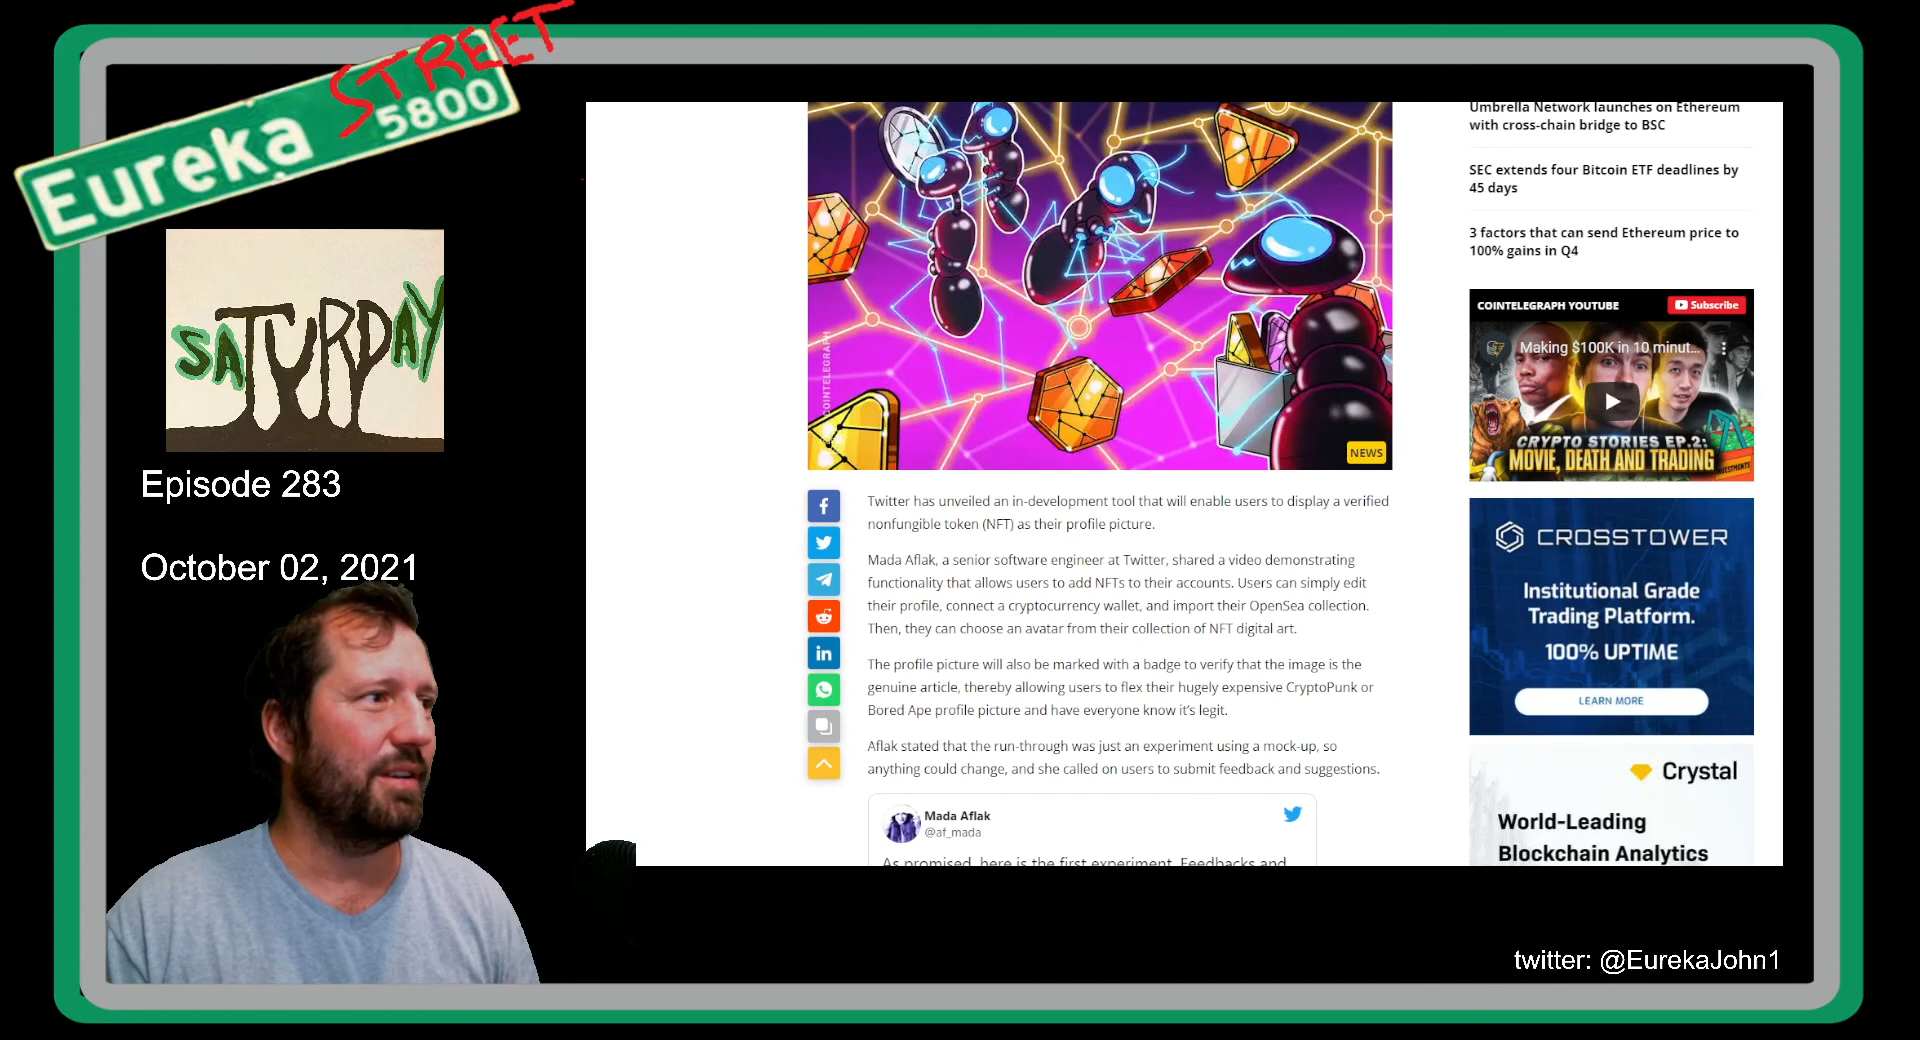 Eureka STREET
5800
SATURDAY
Episode 283
October 02, 2021
COINTELEGRAPH
NEWS
Twitter has unveiled an in-development tool that will enable users to display a verified
nonfungible token (NFT) as their profile picture.
Mada Aflak, a senior software engineer at Twitter, shared a video demonstrating
functionality that allows users to add NFTs to their accounts. Users can simply edit
their profile, connect a cryptocurrency wallet, and import their OpenSea collection.
Then, they can choose an avatar from their collection of NFT digital art.
The profile picture will also be marked with a badge to verify that the image is the
genuine article, thereby allowing users to flex their hugely expensive CryptoPunk or
Bored Ape profile picture and have everyone know it's legit.
Aflak stated that the run-through was just an experiment using a mock-up, so
anything could change, and she called on users to submit feedback and suggestions.
Mada Aflak
@af_mada
As promised, here is the first experiment. Feedbacks and
Umbrella Network launches on Ethereum
with cross-chain bridge to BSC
SEC extends four Bitcoin ETF deadlines by
45 days
3 factors that can send Ethereum price to
100% gains in Q4
COINTELEGRAPH YOUTUBE
Subscribe
Making $100K in 10 minut...
CRYPTO STORIES EP.2:
MOVIE, DEATH AND TRADING
CROSSTOWER
Institutional Grade
Trading Platform.
100% UPTIME
LEARN MORE
Crystal
World-Leading
Blockchain Analytics
twitter: @EurekaJohn1